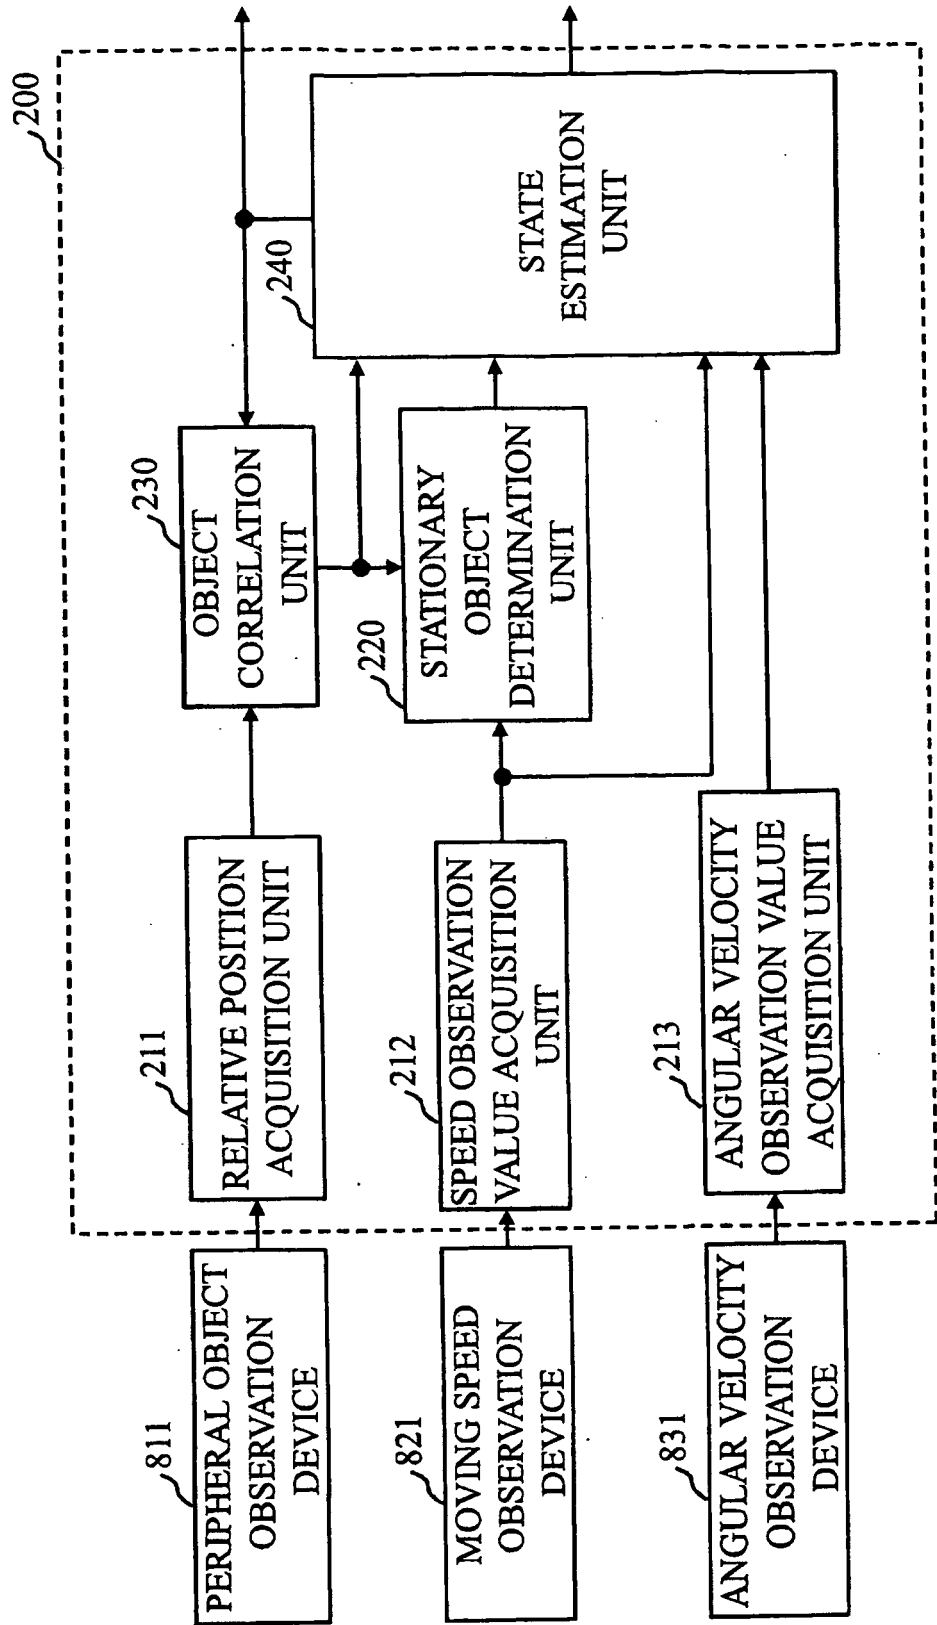 200
811
PERIPHERAL OBJECT
OBSERVATION
DEVICE
211
RELATIVE POSITION
ACQUISITION UNIT
230
OBJECT
CORRELATION
UNIT
240
STATE
ESTIMATION
UNIT
821
MOVING SPEED
OBSERVATION
DEVICE
212
SPEED OBSERVATION
VALUE ACQUISITION
UNIT
220
STATIONARY
OBJECT
DETERMINATION
UNIT
831
ANGULAR VELOCITY
OBSERVATION
DEVICE
213
ANGULAR VELOCITY
OBSERVATION VALUE
ACQUISITION UNIT